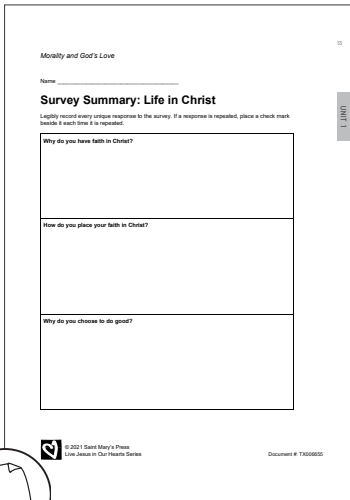 Morality and God's Love
Name
Survey Summary: Life in Christ
Legibly record every unique response to the survey. If a response is repeated, place a check mark
beside it each time it is repeated.
Why do you have faith in Christ?
How do you place your faith in Christ?
Why do you choose to do good?
© 2021 Saint Mary's Press
Live Jesus in Our Hearts Series
Document #: TX006655
UNIT 1